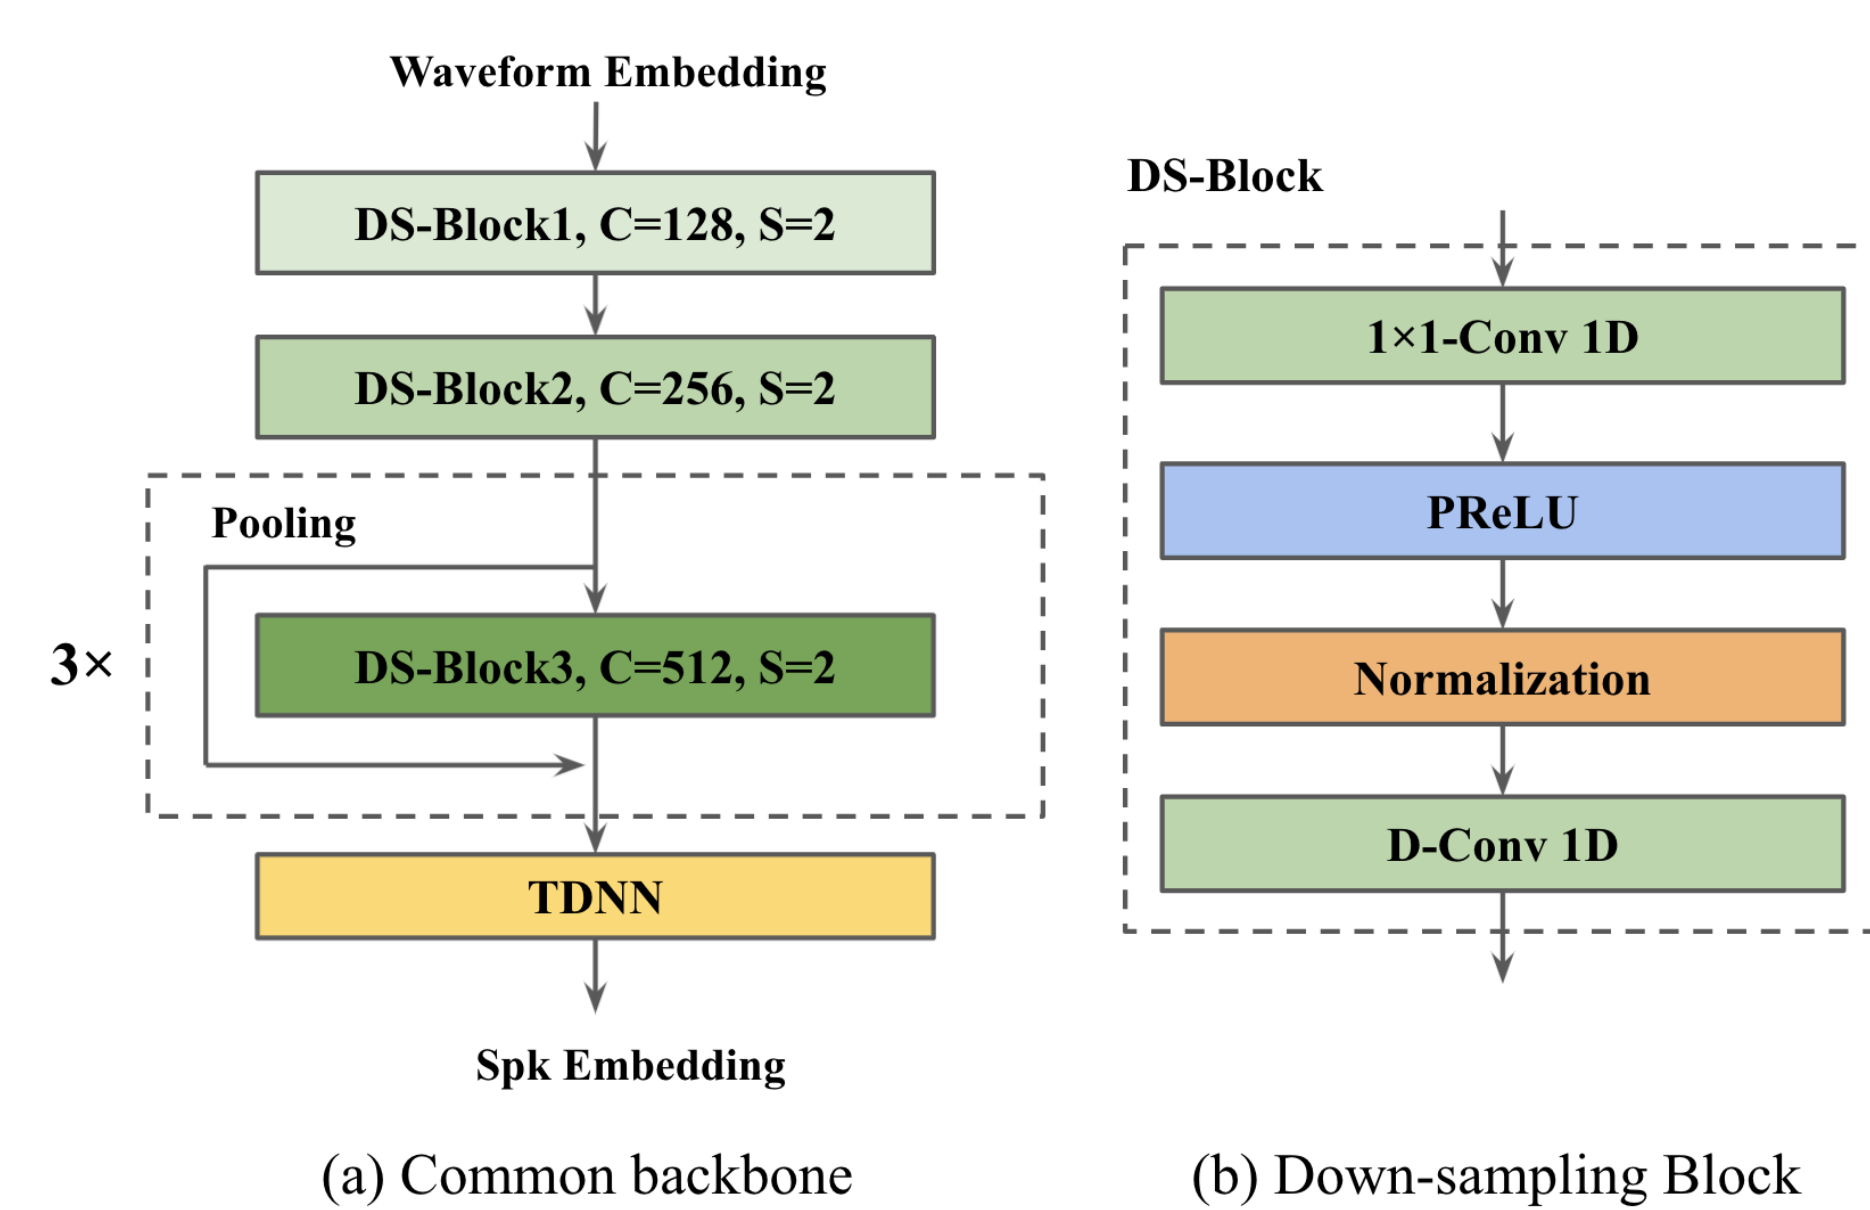 Waveform Embedding
DS-Block1, C=128, S=2
DS-Block2, C=256, S=2
Pooling
3×
DS-Block3, C=512, S=2
TDNN
Spk Embedding
(a) Common backbone
DS-Block
1×1-Conv 1D
PReLU
Normalization
D-Conv 1D
(b) Down-sampling Block